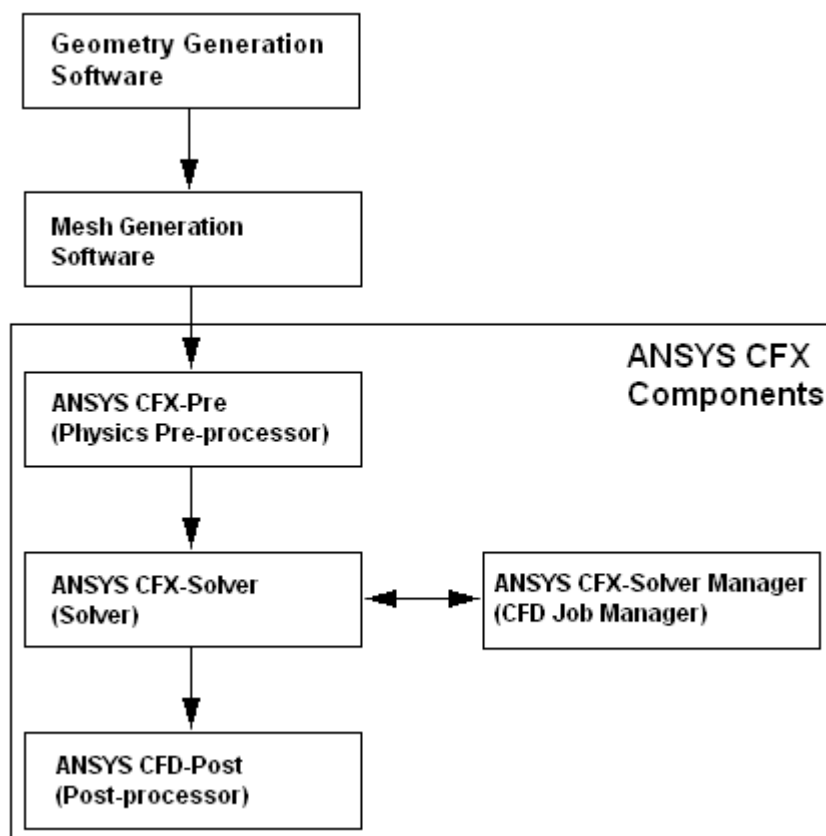 Geometry Generation
Software
Mesh Generation
Software
ANSYS CFX
Components
ANSYS CFX-Pre
(Physics Pre-processor)
ANSYS CFX-Solver
(Solver)
ANSYS CFX-Solver Manager
(CFD Job Manager)
ANSYS CFD-Post
(Post-processor)